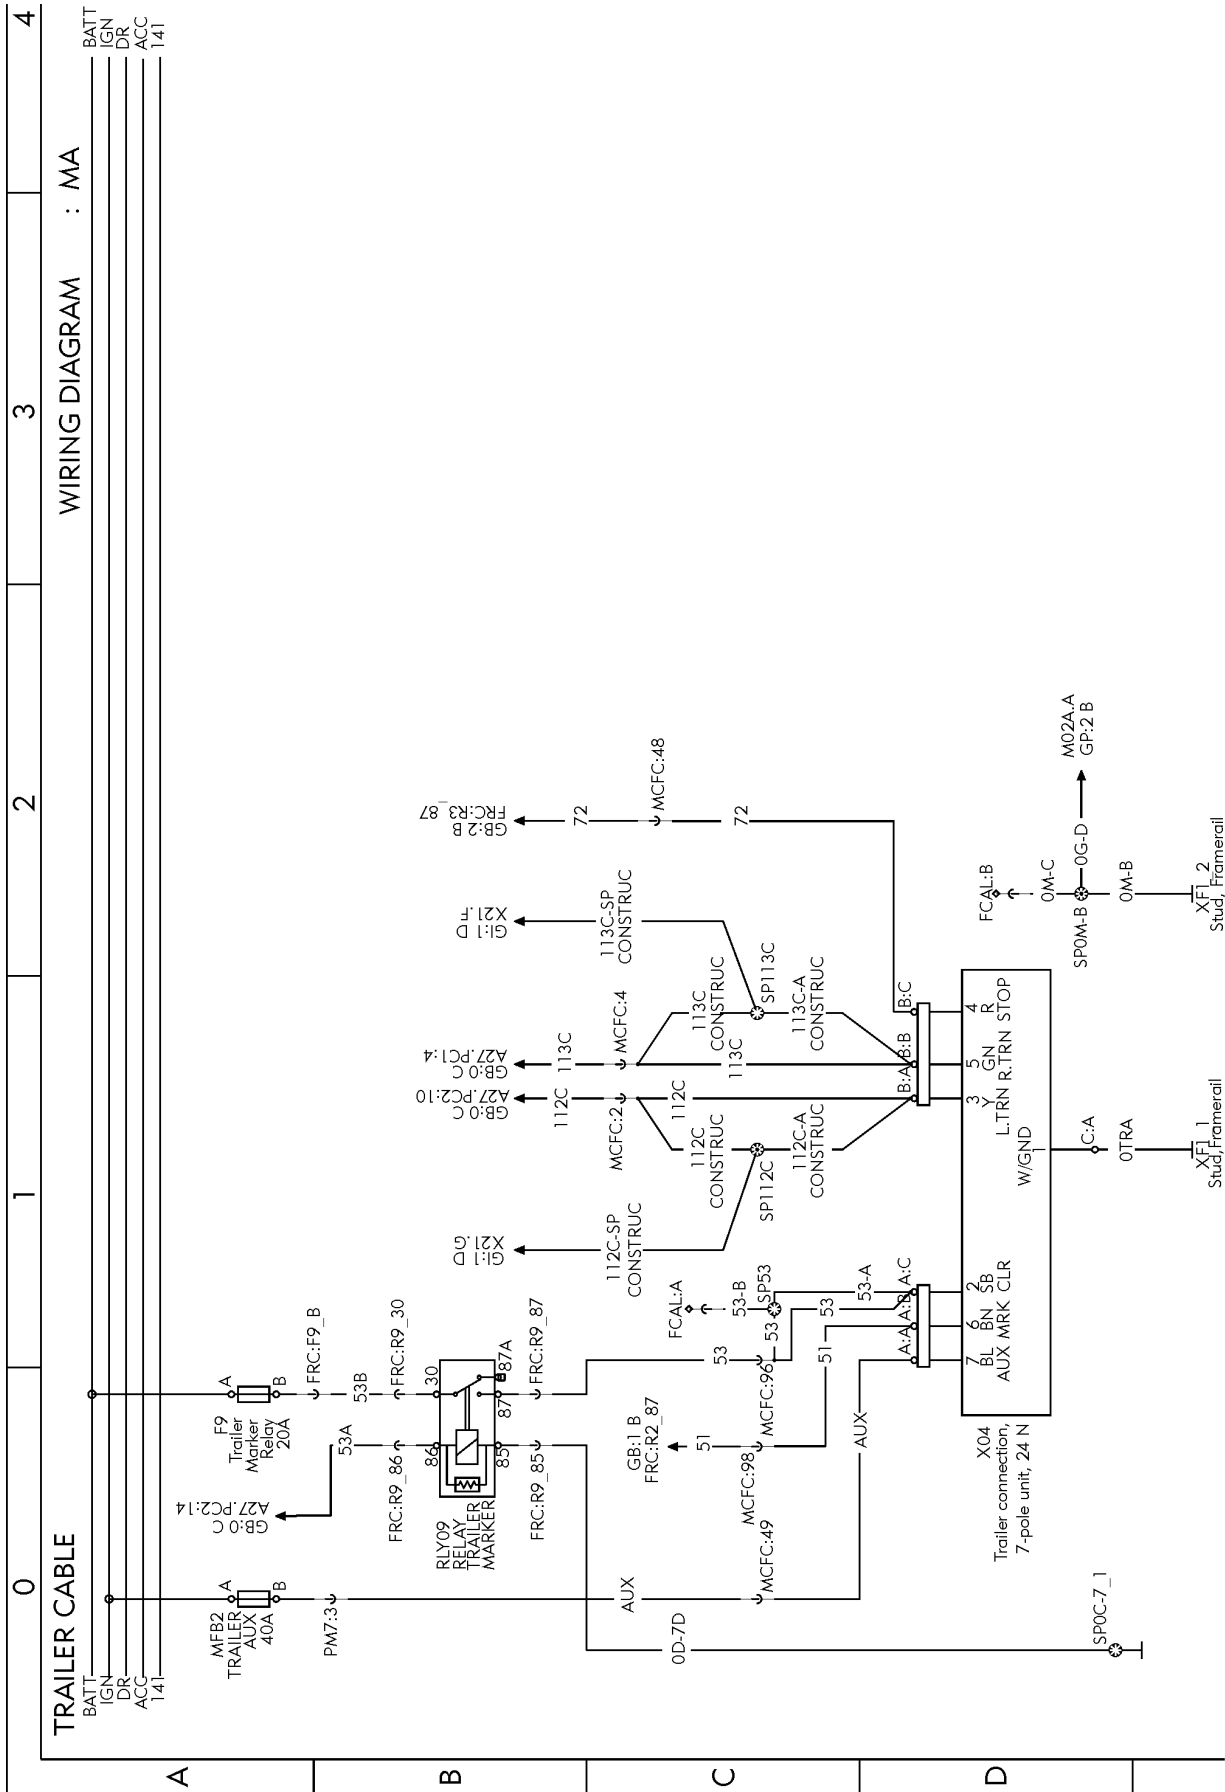 0 1 2 3 4
TRAILER CABLE
WIRING DIAGRAM : MA
BATT BATT
IGN IGN
DR DR
ACC ACC
141 141
A
B
C
D
MFB2
TRAILER
AUX
40A
A
B
F9
Trailer
Marker
Relay
20A
A
B
GB:0 C
A27.PC2:14
PM7:3
53A
53B
FRC:F9_B
FRC:R9_86
FRC:R9_30
RLY09
RELAY
TRAILER
MARKER
86
30
85
87
87A
FRC:R9_85
FRC:R9_87
GI:1 D
X21.G
GB:0 C
A27.PC2:10
GB:0 C
A27.PC1:4
GI:1 D
X21.F
GB:2 B
FRC:R3_87
112C
113C
72
MCFC:2
MCFC:4
MCFC:48
112C-SP
CONSTRUC
113C-SP
CONSTRUC
AUX
0D-7D
GB:1 B
FRC:R2_87
51
53
FCAL:A
53-B
112C
CONSTRUC
112C
113C
113C
CONSTRUC
72
MCFC:49
MCFC:98
MCFC:96
53
SP53
SP112C
SP113C
112C-A
CONSTRUC
113C-A
CONSTRUC
51
53
53-A
AUX
A:A
A:B
A:C
B:A
B:B
B:C
7
BL
AUX
6
BN
MRK
2
SB
CLR
3
Y
L.TRN
5
GN
R.TRN
4
R
STOP
W/GND
1
X04
Trailer connection,
7-pole unit, 24 N
C:A
0TRA
XF1_1
Stud,Framerail
SP0C-7_1
FCAL:B
0M-C
SP0M-B
0G-D
M02A.A
GP:2 B
0M-B
XF1_2
Stud, Framerail